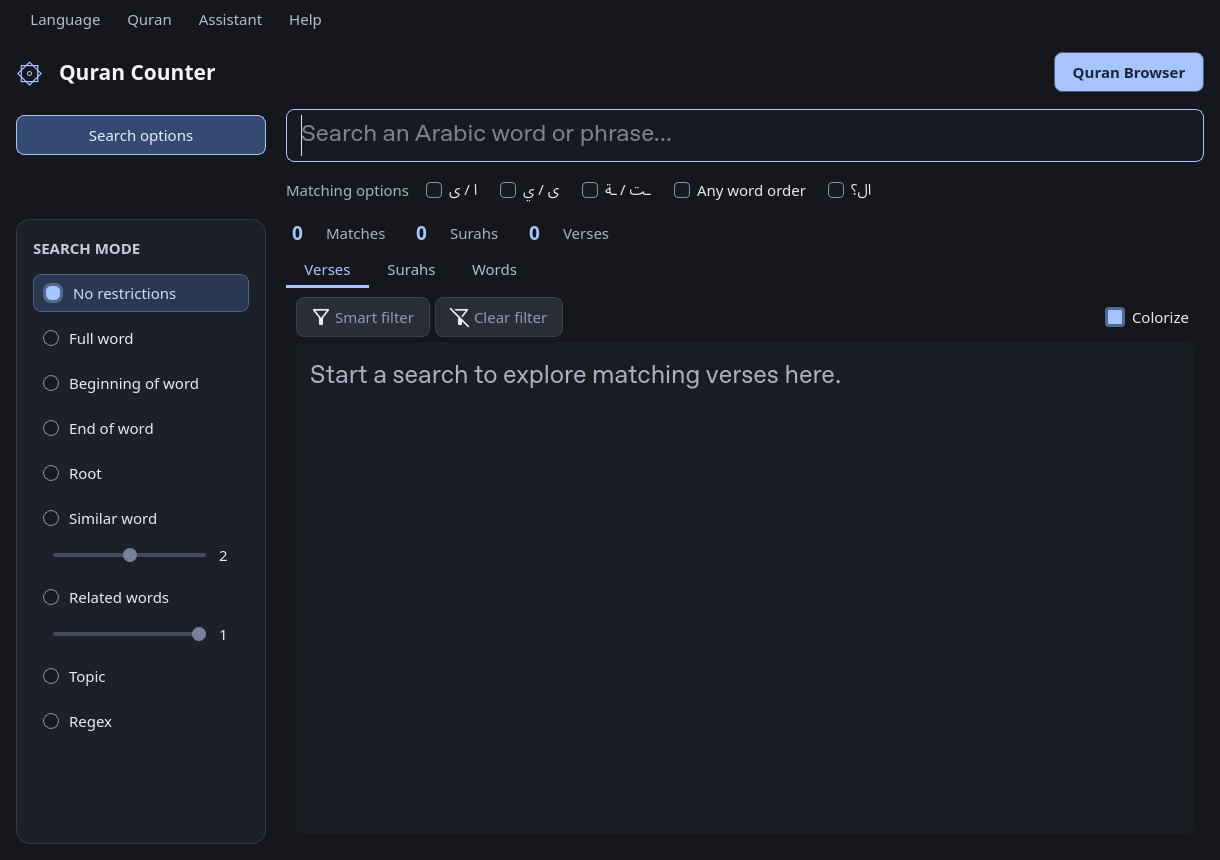 Language Quran Assistant Help
Quran Counter
Quran Browser
Search options
Search an Arabic word or phrase...
Matching options ا / ى ى / ي ـت / ـة Any word order ال؟
0 Matches 0 Surahs 0 Verses
Verses Surahs Words
Smart filter Clear filter Colorize
Start a search to explore matching verses here.
SEARCH MODE
No restrictions
Full word
Beginning of word
End of word
Root
Similar word
2
Related words
1
Topic
Regex